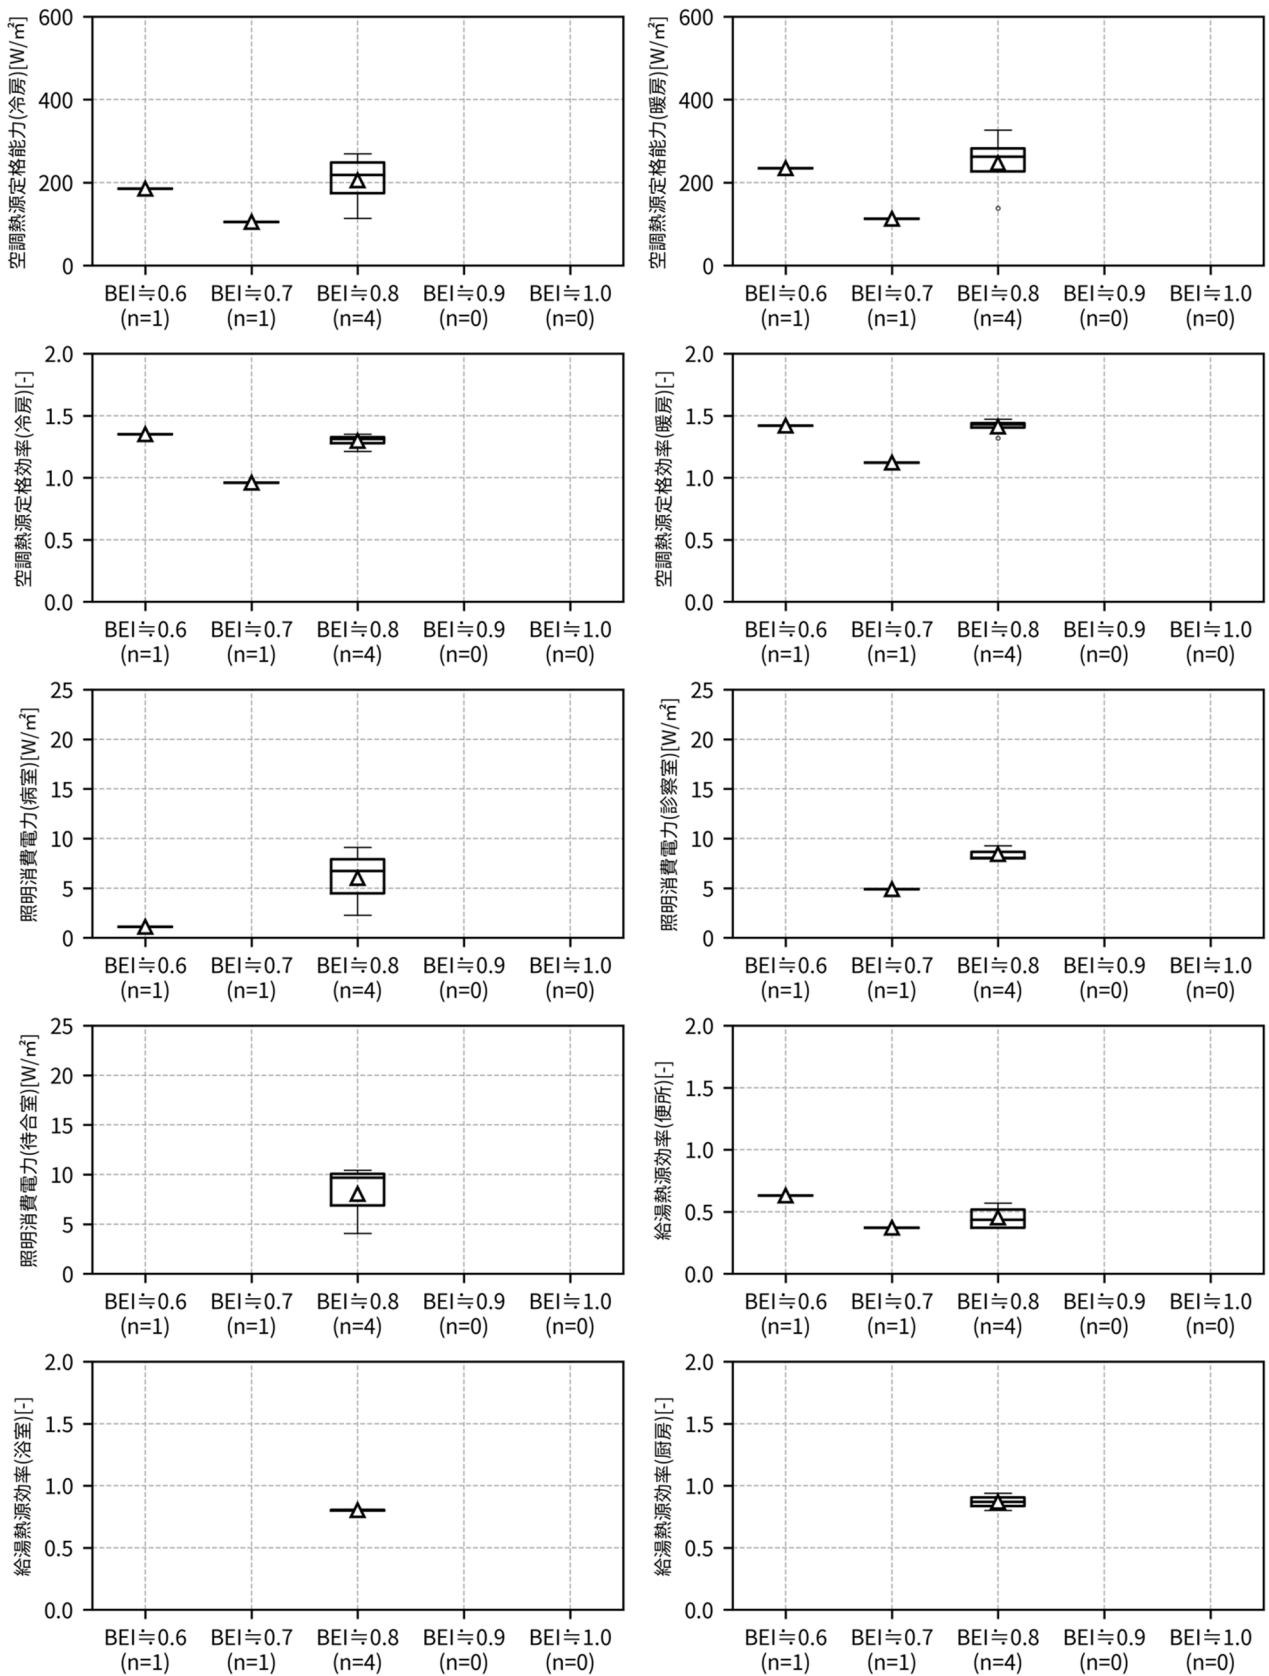 空調熱源定格能力(冷房)[W/㎡]
600
400
200
0
BEI≒0.6 BEI≒0.7 BEI≒0.8 BEI≒0.9 BEI≒1.0
(n=1) (n=1) (n=4) (n=0) (n=0)
空調熱源定格能力(暖房)[W/㎡]
600
400
200
0
BEI≒0.6 BEI≒0.7 BEI≒0.8 BEI≒0.9 BEI≒1.0
(n=1) (n=1) (n=4) (n=0) (n=0)
空調熱源定格効率(冷房)[-]
2.0
1.5
1.0
0.5
0.0
BEI≒0.6 BEI≒0.7 BEI≒0.8 BEI≒0.9 BEI≒1.0
(n=1) (n=1) (n=4) (n=0) (n=0)
空調熱源定格効率(暖房)[-]
2.0
1.5
1.0
0.5
0.0
BEI≒0.6 BEI≒0.7 BEI≒0.8 BEI≒0.9 BEI≒1.0
(n=1) (n=1) (n=4) (n=0) (n=0)
照明消費電力(病室)[W/㎡]
25
20
15
10
5
0
BEI≒0.6 BEI≒0.7 BEI≒0.8 BEI≒0.9 BEI≒1.0
(n=1) (n=1) (n=4) (n=0) (n=0)
照明消費電力(診察室)[W/㎡]
25
20
15
10
5
0
BEI≒0.6 BEI≒0.7 BEI≒0.8 BEI≒0.9 BEI≒1.0
(n=1) (n=1) (n=4) (n=0) (n=0)
照明消費電力(待合室)[W/㎡]
25
20
15
10
5
0
BEI≒0.6 BEI≒0.7 BEI≒0.8 BEI≒0.9 BEI≒1.0
(n=1) (n=1) (n=4) (n=0) (n=0)
給湯熱源効率(便所)[-]
2.0
1.5
1.0
0.5
0.0
BEI≒0.6 BEI≒0.7 BEI≒0.8 BEI≒0.9 BEI≒1.0
(n=1) (n=1) (n=4) (n=0) (n=0)
給湯熱源効率(浴室)[-]
2.0
1.5
1.0
0.5
0.0
BEI≒0.6 BEI≒0.7 BEI≒0.8 BEI≒0.9 BEI≒1.0
(n=1) (n=1) (n=4) (n=0) (n=0)
給湯熱源効率(厨房)[-]
2.0
1.5
1.0
0.5
0.0
BEI≒0.6 BEI≒0.7 BEI≒0.8 BEI≒0.9 BEI≒1.0
(n=1) (n=1) (n=4) (n=0) (n=0)